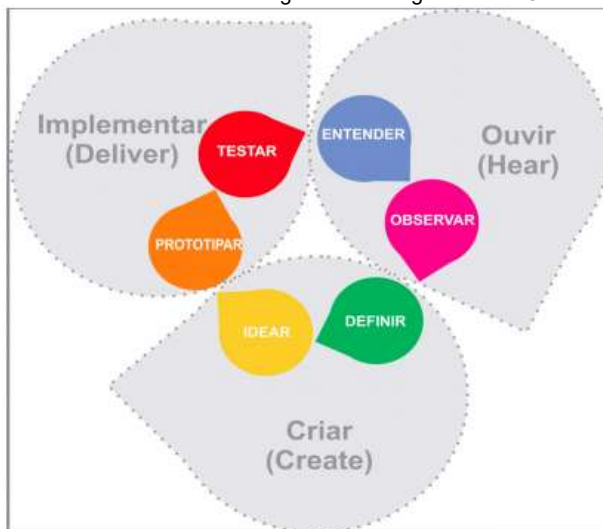 Implementar
(Deliver)
TESTAR
ENTENDER
Ouvir
(Hear)
OBSERVAR
PROTOTIPAR
IDEAR
DEFINIR
Criar
(Create)